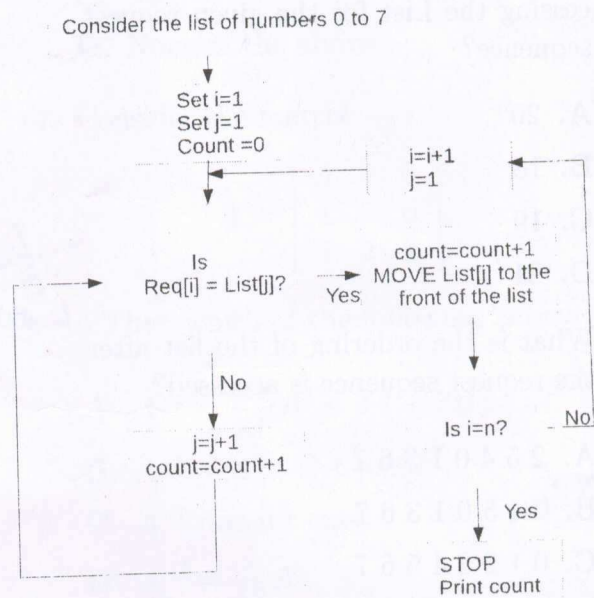 Consider the list of numbers 0 to 7
Set i=1
Set j=1
Count =0
i=i+1
j=1
Is
Req[i] = List[j]?
Yes
count=count+1
MOVE List[j] to the
front of the list
No
j=j+1
count=count+1
Is i=n?
No
Yes
STOP
Print count